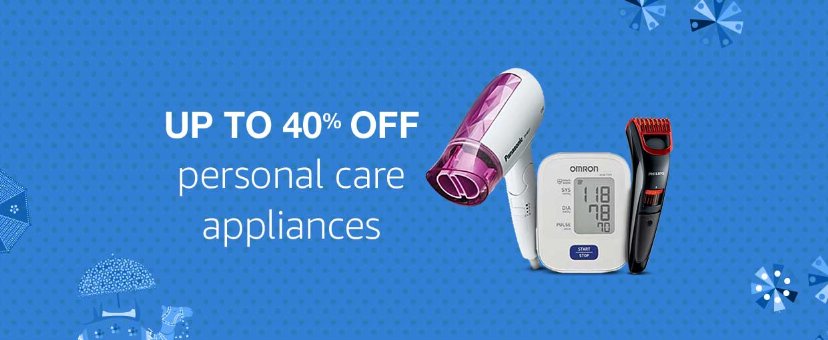 UP TO 40% OFF
personal care
appliances
Panasonic
OMRON
SYS
118
DIA
78
PULSE
70
START
STOP
PHILIPS